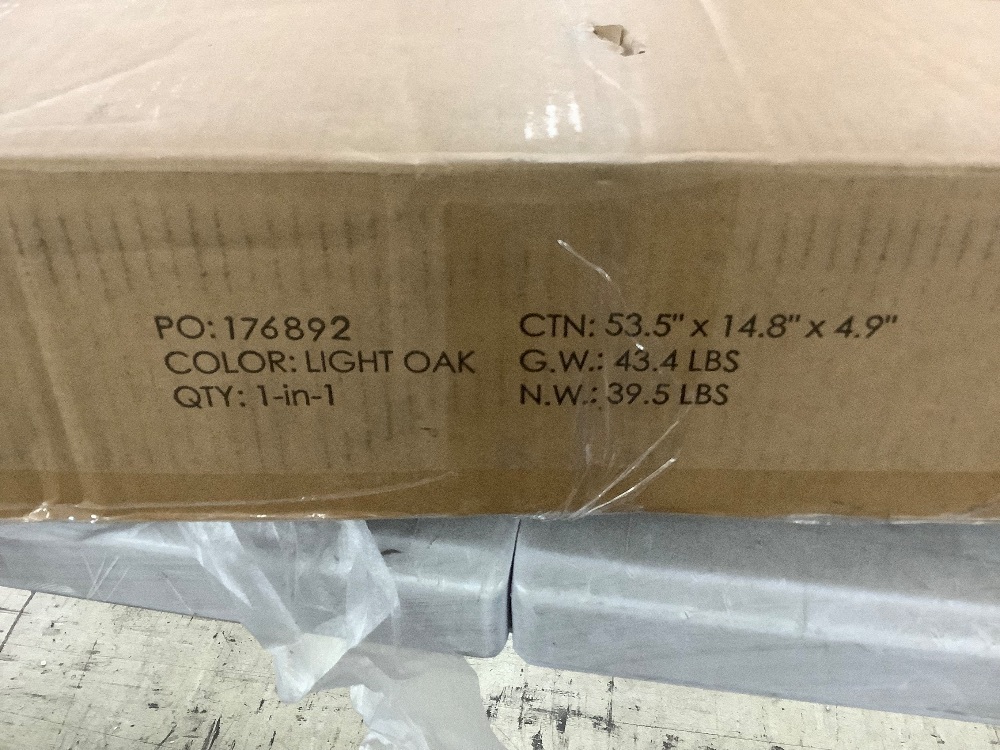 PO: 176892
COLOR: LIGHT OAK
QTY: 1-in-1
CTN: 53.5" x 14.8" x 4.9"
G.W.: 43.4 LBS
N.W.: 39.5 LBS